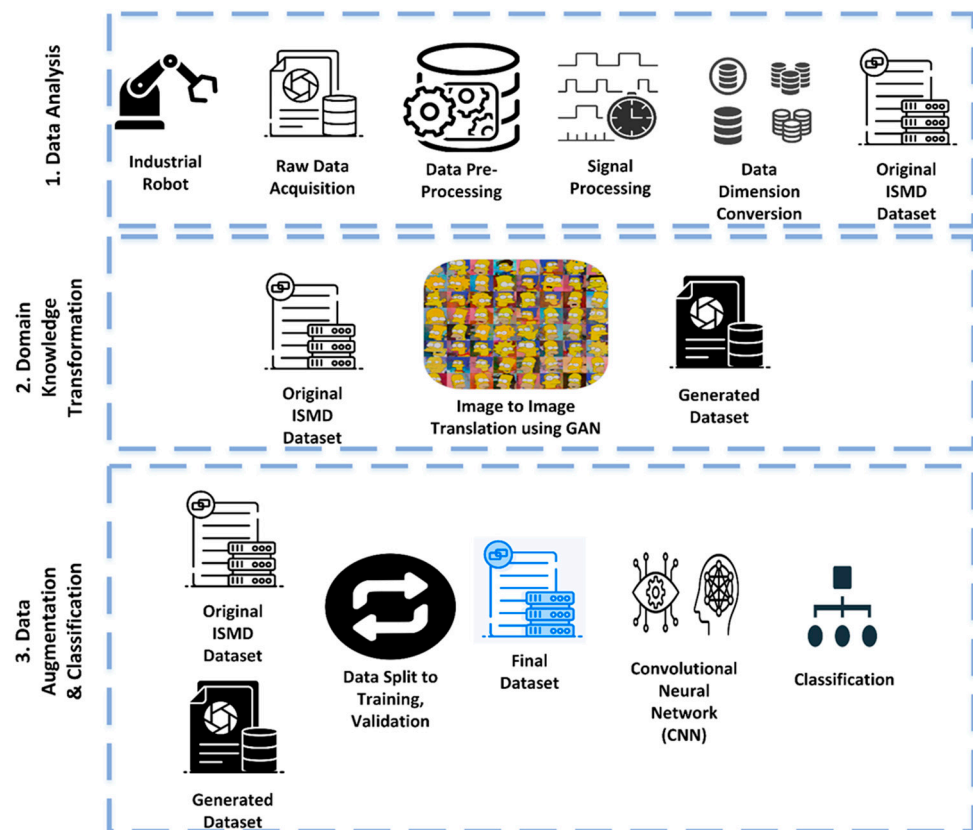 1. Data Analysis
Industrial
Robot
Raw Data
Acquisition
Data Pre-
Processing
Signal
Processing
Data
Dimension
Conversion
Original
ISMD
Dataset
2. Domain
Knowledge
Transformation
Original
ISMD
Dataset
Image to Image
Translation using GAN
Generated
Dataset
3. Data
Augmentation
& Classification
Original
ISMD
Dataset
Generated
Dataset
Data Split to
Training,
Validation
Final
Dataset
Convolutional
Neural
Network
(CNN)
Classification